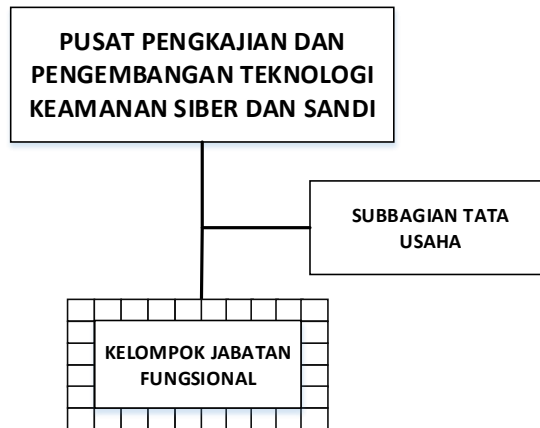 PUSAT PENGKAJIAN DAN
PENGEMBANGAN TEKNOLOGI
KEAMANAN SIBER DAN SANDI
SUBBAGIAN TATA
USAHA
KELOMPOK JABATAN
FUNGSIONAL